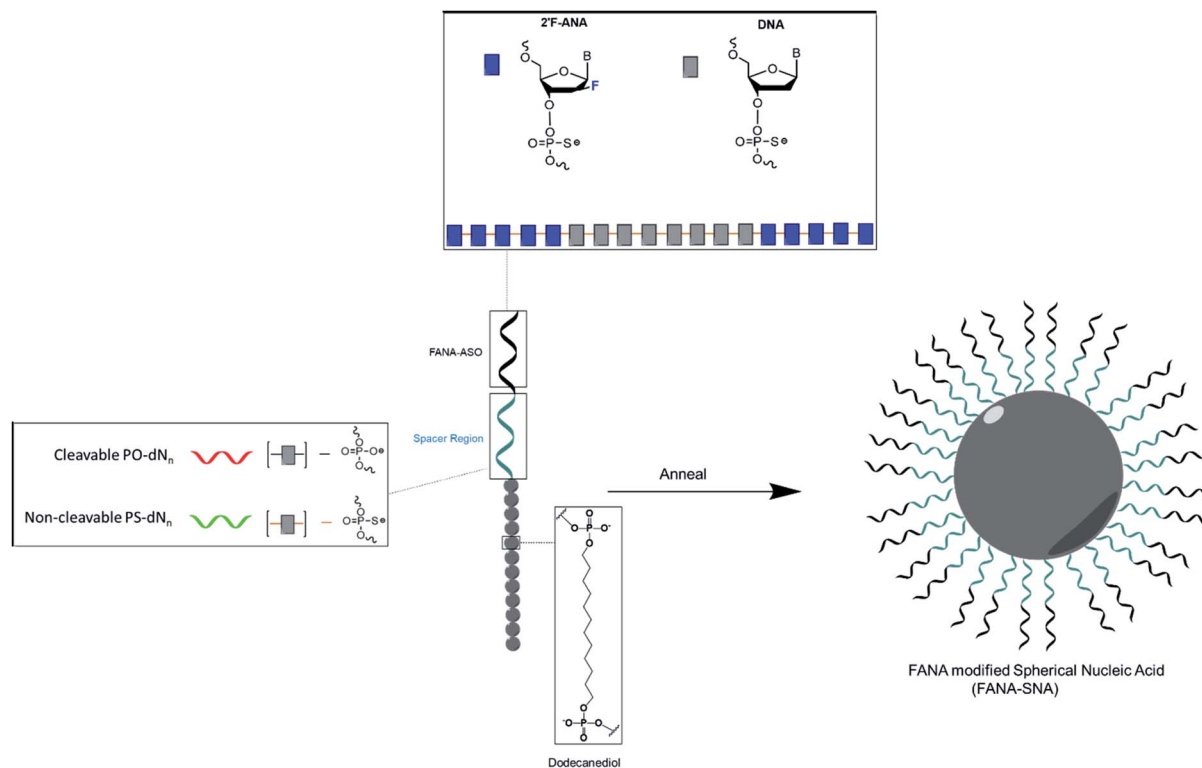 2'F-ANA
DNA
O
B
O
F
O
O
O=P–S⊖
O
O
B
O
O
O
O=P–S⊖
O
FANA-ASO
Spacer Region
Cleavable PO-dNn
O
O=P–O⊖
O
Non-cleavable PS-dNn
O
O=P–S⊖
O
Anneal
O
O–P–O-
O
O
-O–P–O
O
Dodecanediol
FANA modified Spherical Nucleic Acid
(FANA-SNA)